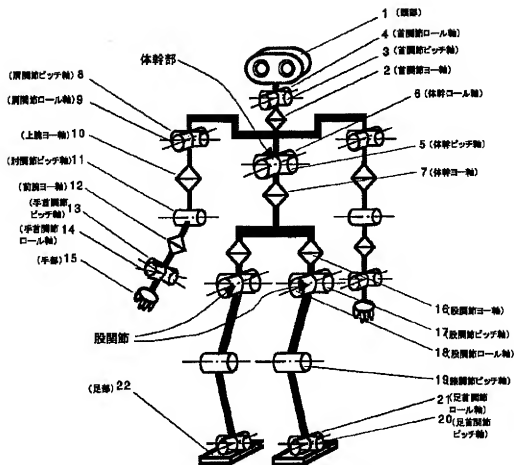 1 (頭部)
4 (首関節ロール軸)
3 (首関節ピッチ軸)
2 (首関節ヨー軸)
体幹部
6 (体幹ロール軸)
5 (体幹ピッチ軸)
7 (体幹ヨー軸)
(肩関節ピッチ軸) 8
(肩関節ロール軸) 9
(上腕ヨー軸) 10
(肘関節ピッチ軸) 11
(前腕ヨー軸) 12
(手首関節
ピッチ軸) 13
(手首関節 14
ロール軸)
(手部) 15
16 (股関節ヨー軸)
17 (股関節ピッチ軸)
18 (股関節ロール軸)
股関節
19 (膝関節ピッチ軸)
(足部) 22
21 (足首関節
ロール軸)
20 (足首関節
ピッチ軸)